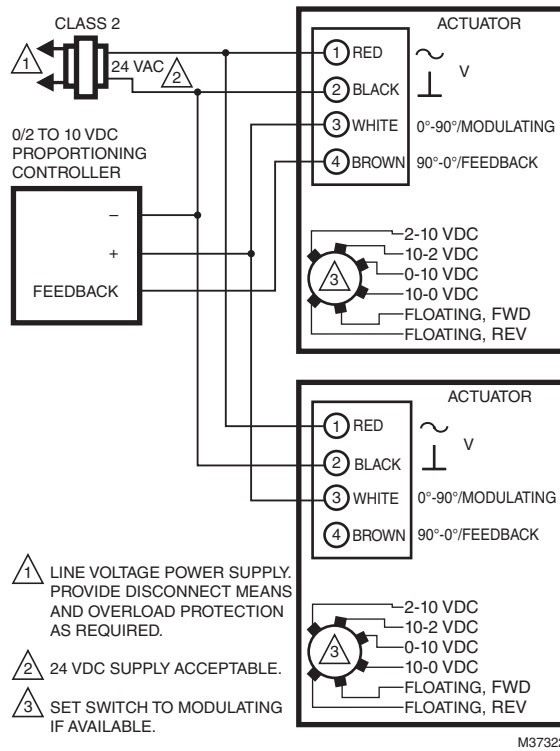 CLASS 2
24 VAC
1
2
0/2 TO 10 VDC
PROPORTIONING
CONTROLLER
–
+
FEEDBACK
ACTUATOR
1 RED
V
2 BLACK
3 WHITE 0°-90°/MODULATING
4 BROWN 90°-0°/FEEDBACK
3
2-10 VDC
10-2 VDC
0-10 VDC
10-0 VDC
FLOATING, FWD
FLOATING, REV
ACTUATOR
1 RED
V
2 BLACK
3 WHITE 0°-90°/MODULATING
4 BROWN 90°-0°/FEEDBACK
3
2-10 VDC
10-2 VDC
0-10 VDC
10-0 VDC
FLOATING, FWD
FLOATING, REV
1 LINE VOLTAGE POWER SUPPLY.
PROVIDE DISCONNECT MEANS
AND OVERLOAD PROTECTION
AS REQUIRED.
2 24 VDC SUPPLY ACCEPTABLE.
3 SET SWITCH TO MODULATING
IF AVAILABLE.